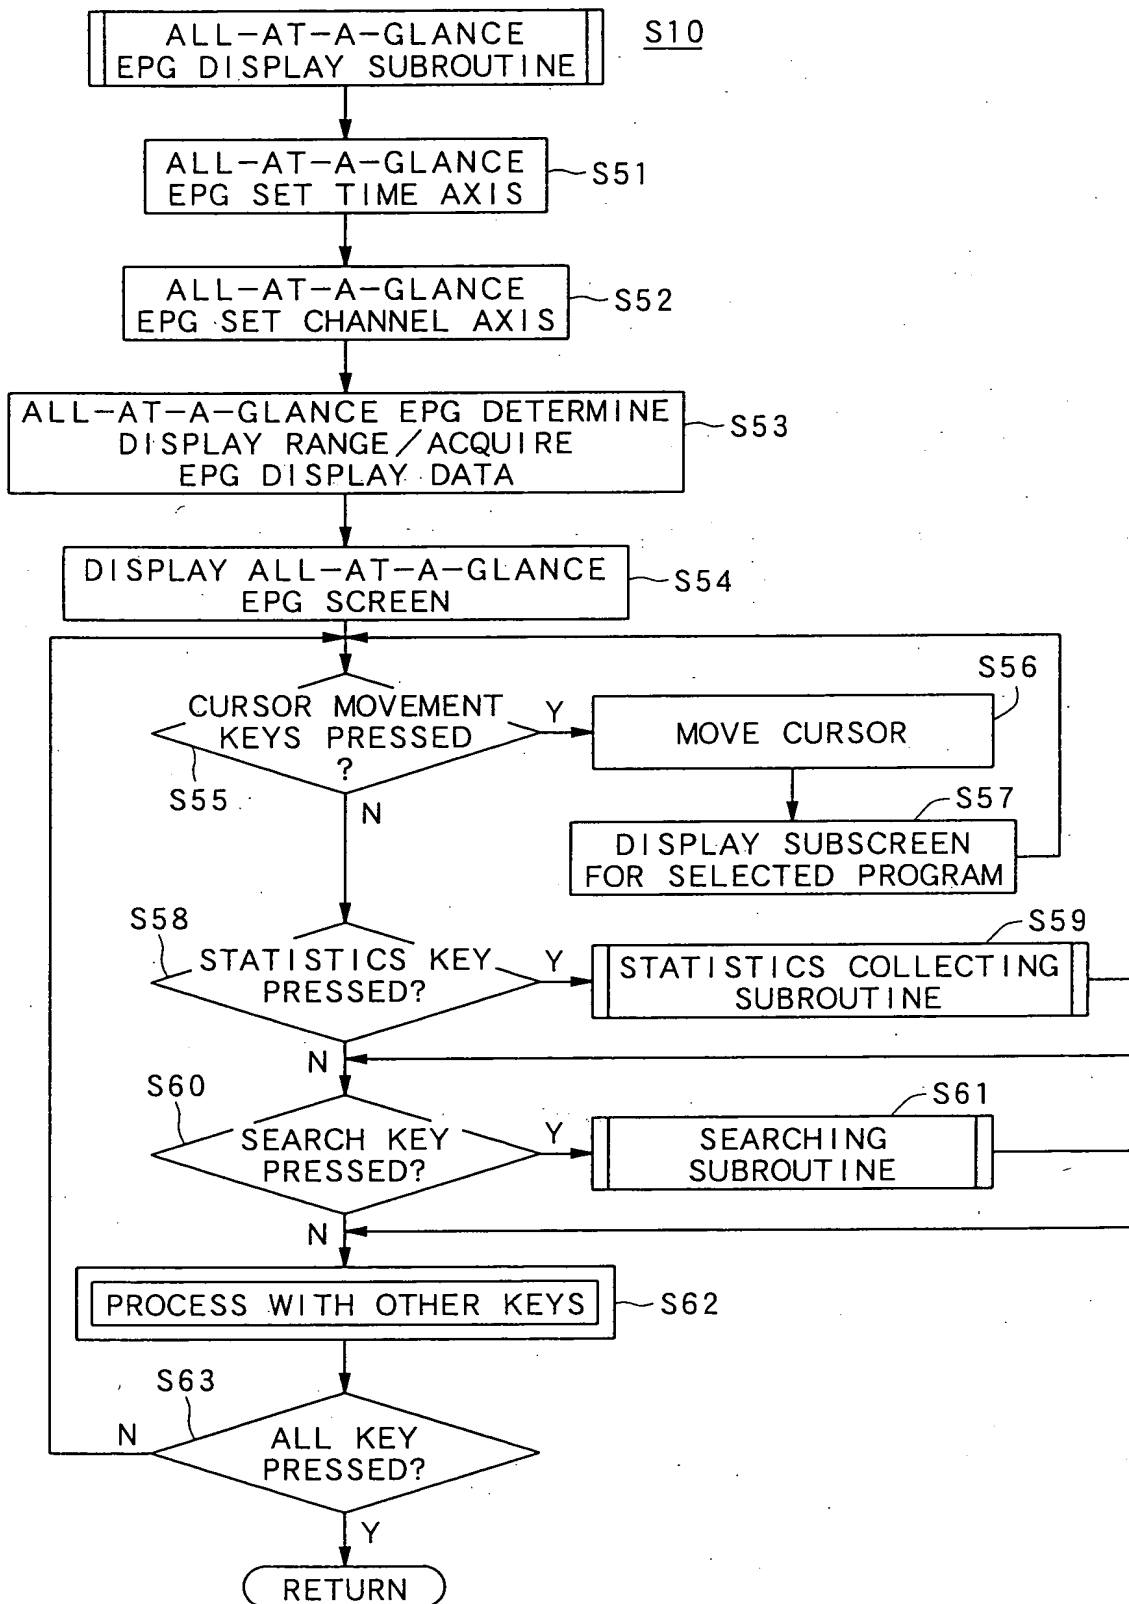 ALL-AT-A-GLANCE
EPG DISPLAY SUBROUTINE
S10
ALL-AT-A-GLANCE
EPG SET TIME AXIS
S51
ALL-AT-A-GLANCE
EPG SET CHANNEL AXIS
S52
ALL-AT-A-GLANCE EPG DETERMINE
DISPLAY RANGE/ACQUIRE
EPG DISPLAY DATA
S53
DISPLAY ALL-AT-A-GLANCE
EPG SCREEN
S54
CURSOR MOVEMENT
KEYS PRESSED
?
S55
Y
N
MOVE CURSOR
S56
DISPLAY SUBSCREEN
FOR SELECTED PROGRAM
S57
S58
STATISTICS KEY
PRESSED?
Y
N
STATISTICS COLLECTING
SUBROUTINE
S59
S60
SEARCH KEY
PRESSED?
Y
N
SEARCHING
SUBROUTINE
S61
PROCESS WITH OTHER KEYS
S62
S63
ALL KEY
PRESSED?
N
Y
RETURN